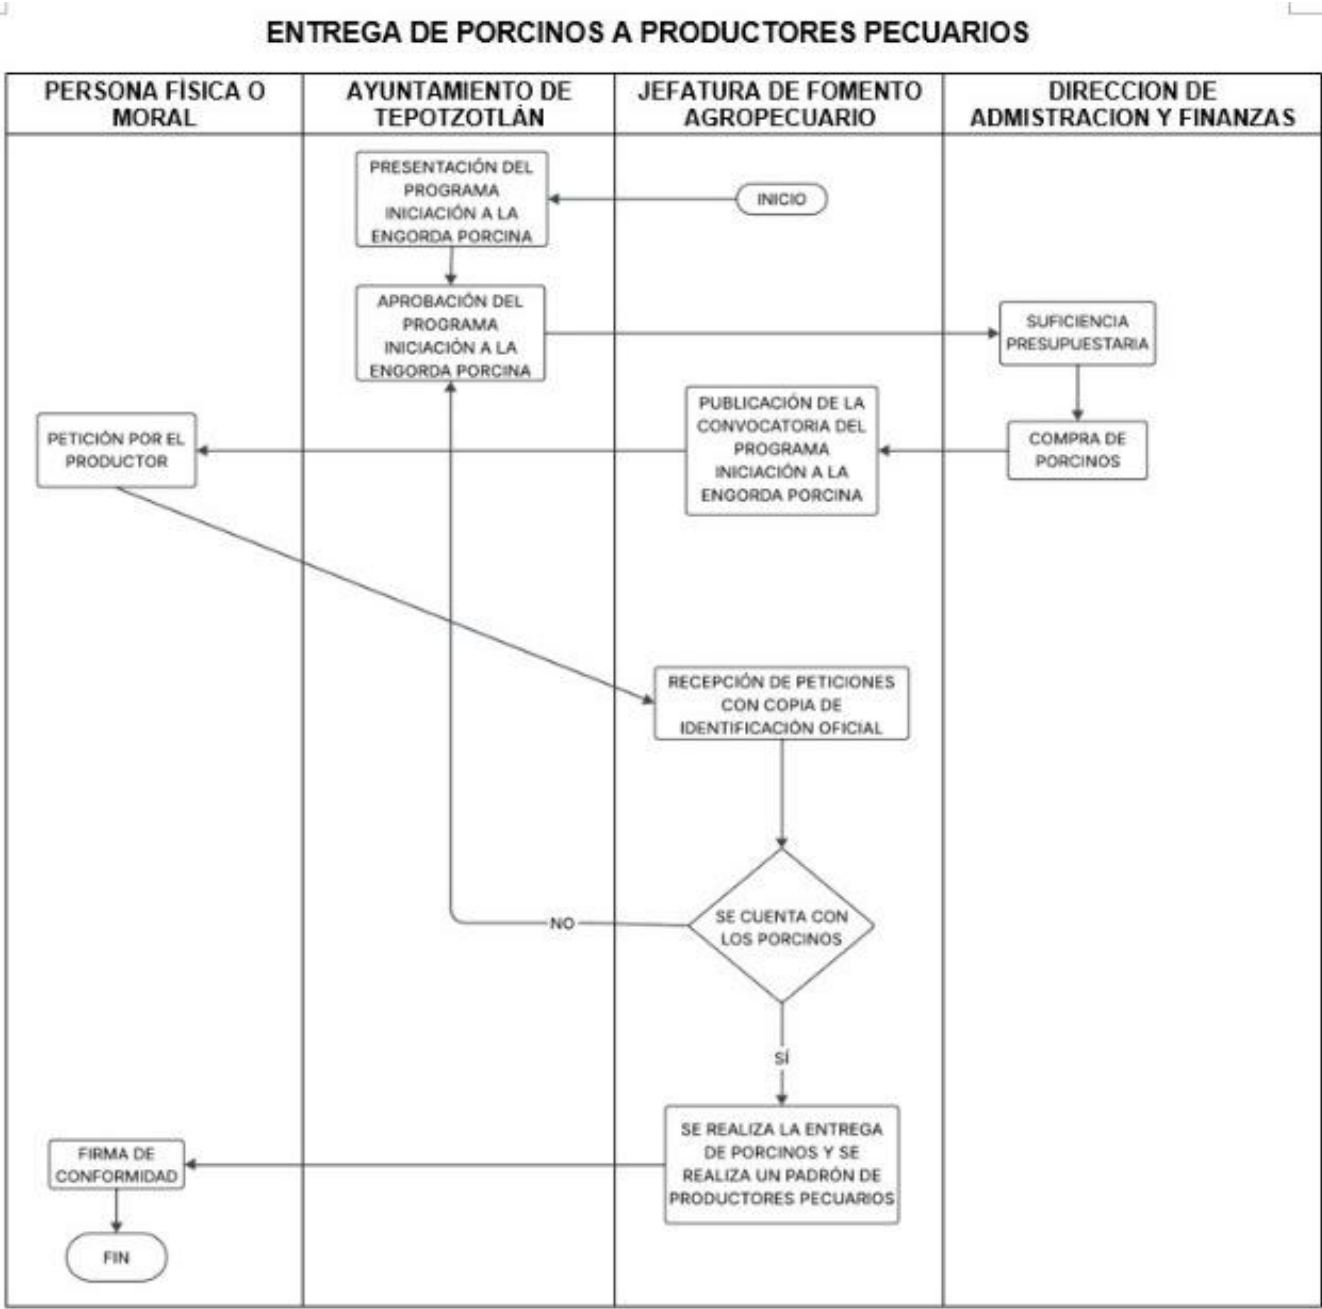 ENTREGA DE PORCINOS A PRODUCTORES PECUARIOS
PERSONA FÍSICA O
MORAL
AYUNTAMIENTO DE
TEPOTZOTLÁN
JEFATURA DE FOMENTO
AGROPECUARIO
DIRECCION DE
ADMISTRACION Y FINANZAS
PRESENTACIÓN DEL
PROGRAMA
INICIACIÓN A LA
ENGORDA PORCINA
INICIO
APROBACIÓN DEL
PROGRAMA
INICIACIÓN A LA
ENGORDA PORCINA
SUFICIENCIA
PRESUPUESTARIA
PETICIÓN POR EL
PRODUCTOR
PUBLICACIÓN DE LA
CONVOCATORIA DEL
PROGRAMA
INICIACIÓN A LA
ENGORDA PORCINA
COMPRA DE
PORCINOS
RECEPCIÓN DE PETICIONES
CON COPIA DE
IDENTIFICACIÓN OFICIAL
NO
SE CUENTA CON
LOS PORCINOS
SÍ
SE REALIZA LA ENTREGA
DE PORCINOS Y SE
REALIZA UN PADRÓN DE
PRODUCTORES PECUARIOS
FIRMA DE
CONFORMIDAD
FIN